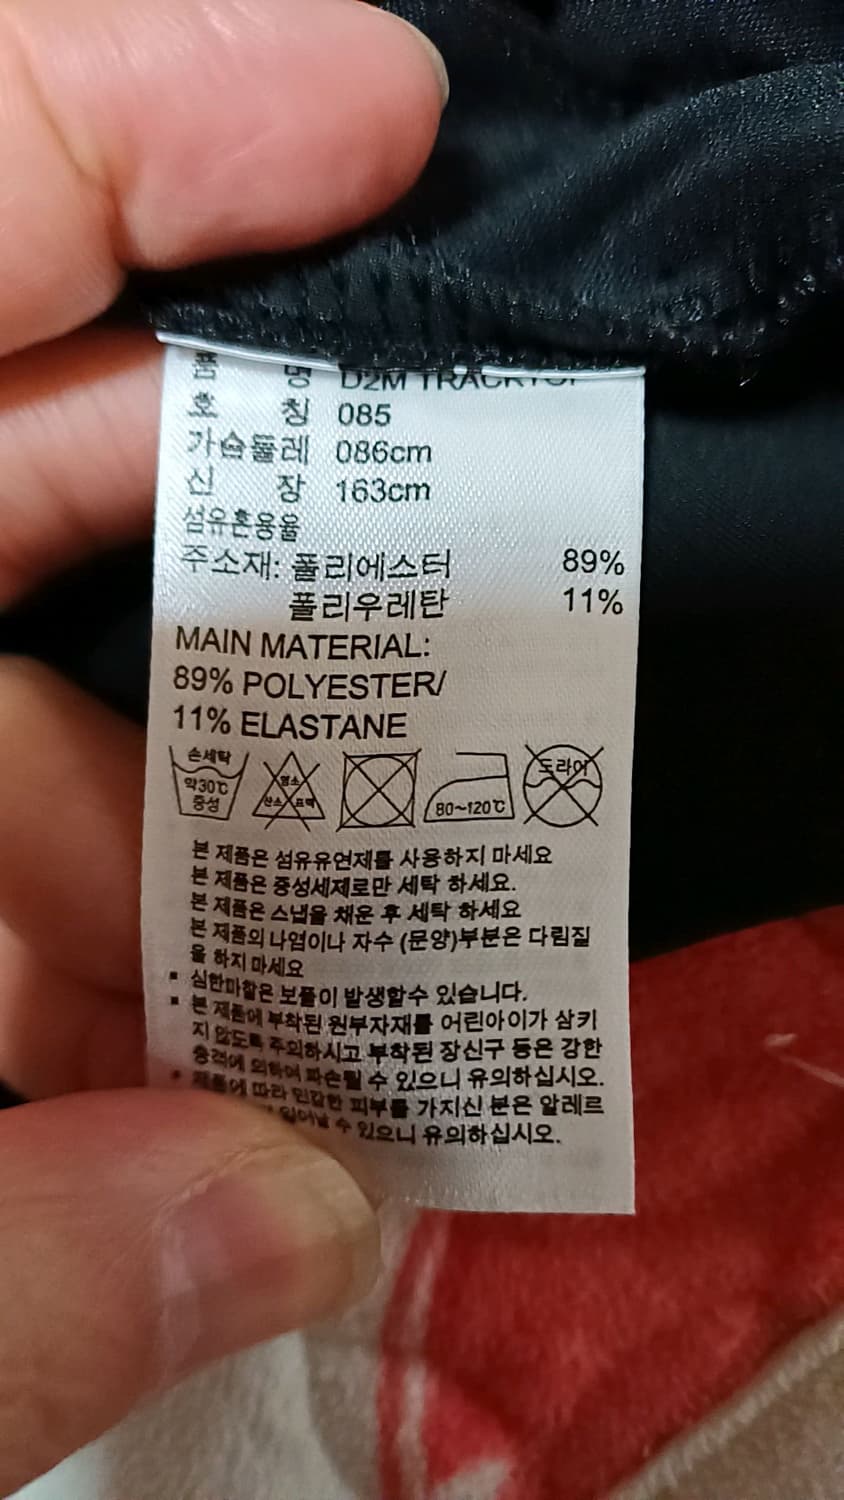 품 명 D2M TRACKTOP
호 칭 085
가슴둘레 086cm
신 장 163cm
섬유혼용율
주소재: 폴리에스터 89%
폴리우레탄 11%
MAIN MATERIAL:
89% POLYESTER/
11% ELASTANE
손세탁
약30℃
중성
염소
산소 표백
80~120℃
드라이
본 제품은 섬유유연제를 사용하지 마세요
본 제품은 중성세제로만 세탁 하세요.
본 제품은 스냅을 채운 후 세탁 하세요
본 제품의 나염이나 자수 (문양)부분은 다림질
을 하지 마세요
▪ 심한마찰은 보풀이 발생할수 있습니다.
▪ 본 제품에 부착된 원부자재를 어린아이가 삼키
지 않도록 주의하시고 부착된 장신구 등은 강한
충격에 의하여 파손될 수 있으니 유의하십시오.
▪ 제품에 따라 민감한 피부를 가지신 분은 알레르
일어날 수 있으니 유의하십시오.